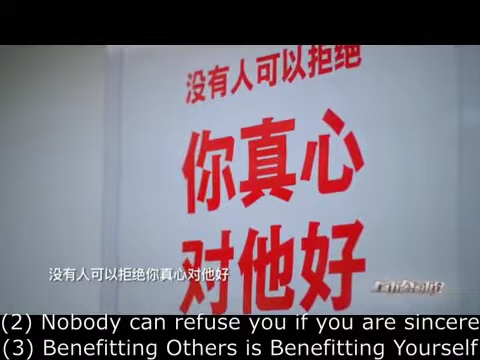 没有人可以拒绝
你真心
对他好
没有人可以拒绝你真心对他好
(2) Nobody can refuse you if you are sincere
(3) Benefitting Others is Benefitting Yourself